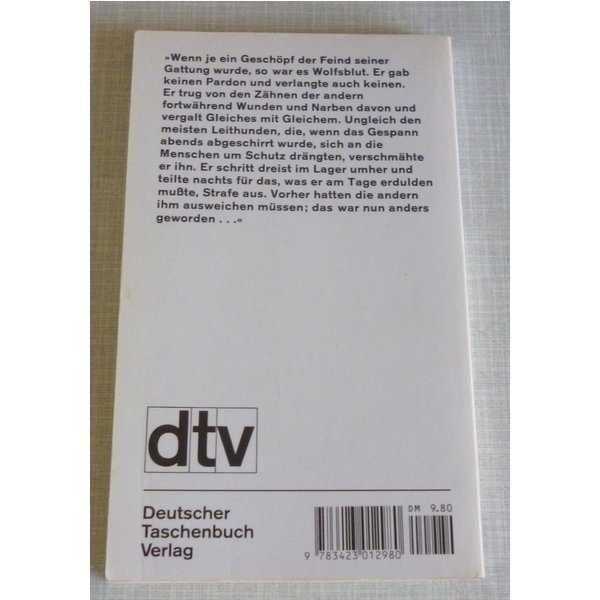 »Wenn je ein Geschöpf der Feind seiner
Gattung wurde, so war es Wolfsblut. Er gab
keinen Pardon und verlangte auch keinen.
Er trug von den Zähnen der andern
fortwährend Wunden und Narben davon und
vergalt Gleiches mit Gleichem. Ungleich den
meisten Leithunden, die, wenn das Gespann
abends abgeschirrt wurde, sich an die
Menschen um Schutz drängten, verschmähte
er ihn. Er schritt dreist im Lager umher und
teilte nachts für das, was er am Tage erdulden
mußte, Strafe aus. Vorher hatten die andern
ihm ausweichen müssen; das war nun anders
geworden . . .«
dtv
Deutscher
Taschenbuch
Verlag
DM 9.80
9 783423 012980